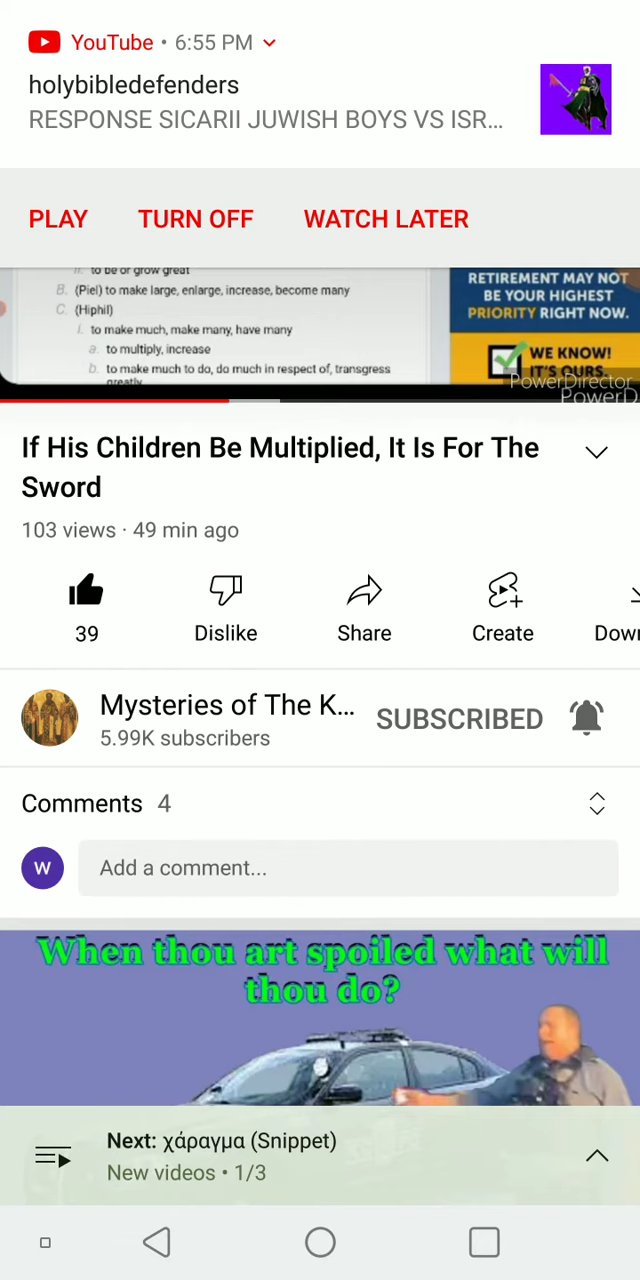 YouTube • 6:55 PM
holybibledefenders
RESPONSE SICARII JUWISH BOYS VS ISR...
PLAY TURN OFF WATCH LATER
II. to be or grow great
B. (Piel) to make large, enlarge, increase, become many
C. (Hiphil)
I. to make much, make many, have many
a. to multiply, increase
b. to make much to do, do much in respect of, transgress
greatly
RETIREMENT MAY NOT
BE YOUR HIGHEST
PRIORITY RIGHT NOW.
WE KNOW!
IT'S OURS.
PowerDirector
PowerD
If His Children Be Multiplied, It Is For The
Sword
103 views · 49 min ago
39 Dislike Share Create Down
Mysteries of The K...
SUBSCRIBED
5.99K subscribers
Comments 4
W
Add a comment...
When thou art spoiled what will
thou do?
Next: χάραγμα (Snippet)
New videos • 1/3